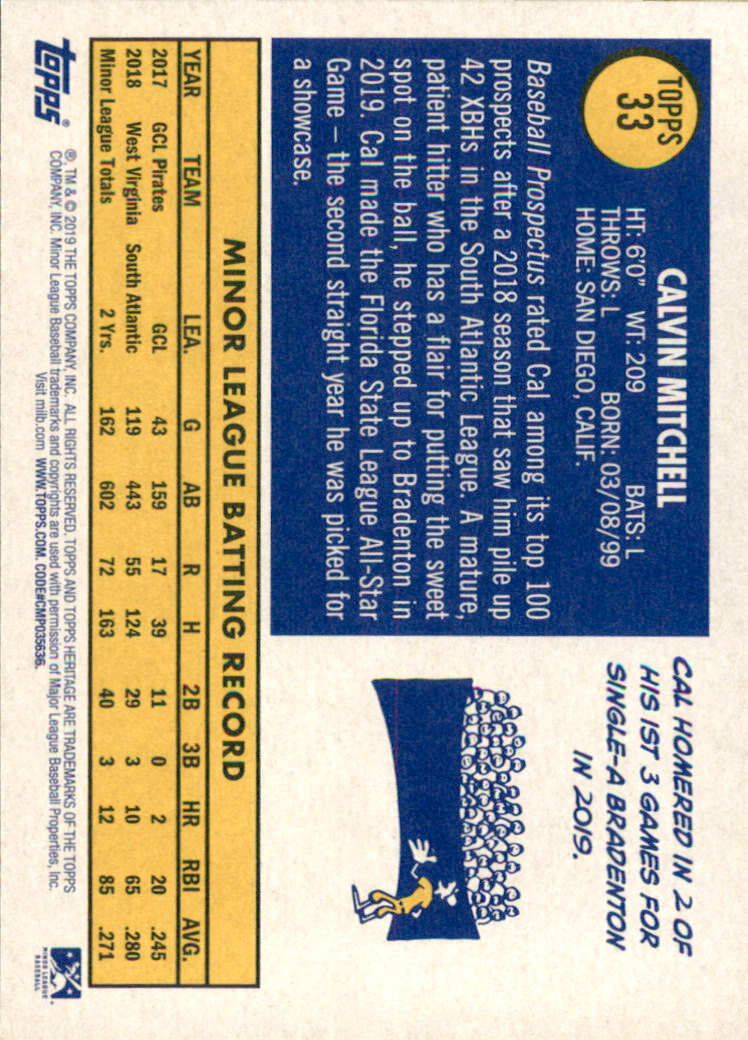 TOPPS
33
CALVIN MITCHELL
HT: 6'0" WT: 209 BATS: L
THROWS: L BORN: 03/08/99
HOME: SAN DIEGO, CALIF.
Baseball Prospectus rated Cal among its top 100
prospects after a 2018 season that saw him pile up
42 XBHs in the South Atlantic League. A mature,
patient hitter who has a flair for putting the sweet
spot on the ball, he stepped up to Bradenton in
2019. Cal made the Florida State League All-Star
Game – the second straight year he was picked for
a showcase.
CAL HOMERED IN 2 OF
HIS 1ST 3 GAMES FOR
SINGLE-A BRADENTON
IN 2019.
MINOR LEAGUE BATTING RECORD
YEAR TEAM LEA. G AB R H 2B 3B HR RBI AVG.
2017 GCL Pirates GCL 43 159 17 39 11 0 2 20 .245
2018 West Virginia South Atlantic 119 443 55 124 29 3 10 65 .280
Minor League Totals 2 Yrs. 162 602 72 163 40 3 12 85 .271
topps®
®, TM & © 2019 THE TOPPS COMPANY, INC. ALL RIGHTS RESERVED. TOPPS AND TOPPS HERITAGE ARE TRADEMARKS OF THE TOPPS
COMPANY, INC. Minor League Baseball trademarks and copyrights are used with permission of Major League Baseball Properties, Inc.
Visit milb.com WWW.TOPPS.COM. CODE#CMP035636.
MINOR LEAGUE
BASEBALL